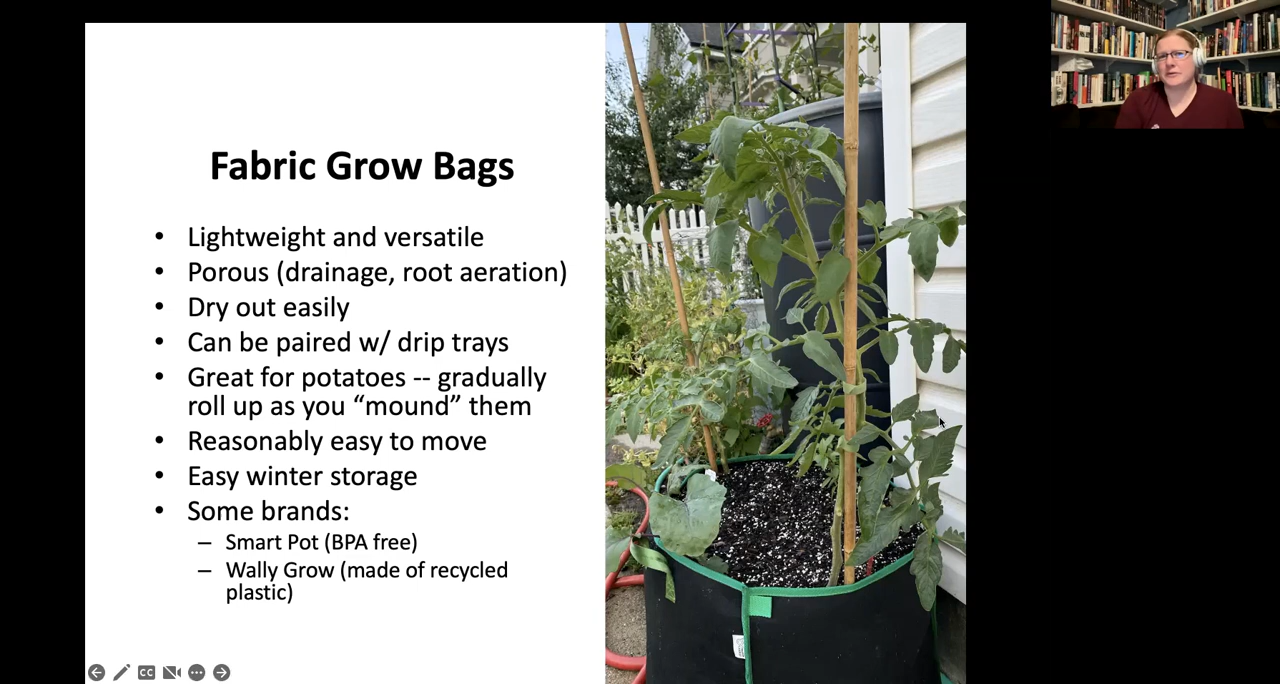 Fabric Grow Bags
• Lightweight and versatile
• Porous (drainage, root aeration)
• Dry out easily
• Can be paired w/ drip trays
• Great for potatoes -- gradually
roll up as you “mound” them
• Reasonably easy to move
• Easy winter storage
• Some brands:
– Smart Pot (BPA free)
– Wally Grow (made of recycled
plastic)
CC